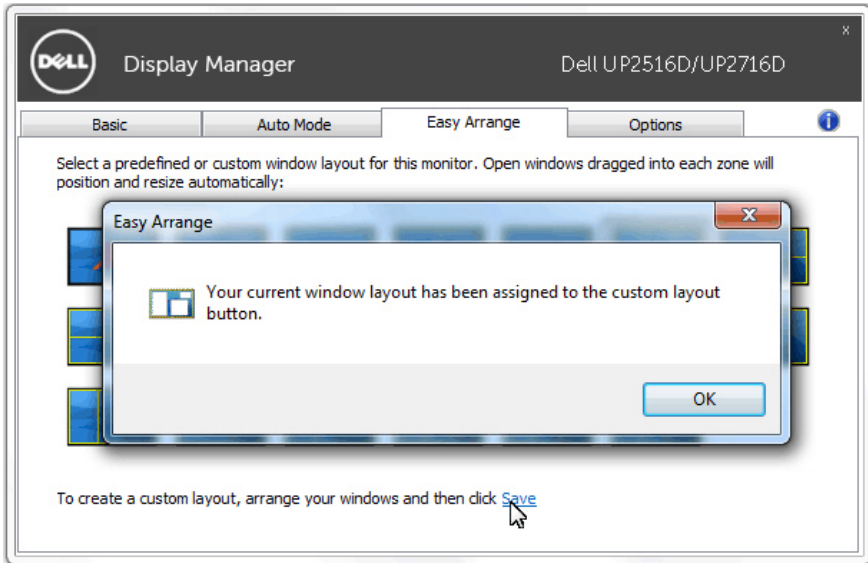 DELL
Display Manager
Dell UP2516D/UP2716D
x
Basic
Auto Mode
Easy Arrange
Options
i
Select a predefined or custom window layout for this monitor. Open windows dragged into each zone will
position and resize automatically:
Easy Arrange
Your current window layout has been assigned to the custom layout
button.
OK
To create a custom layout, arrange your windows and then click Save